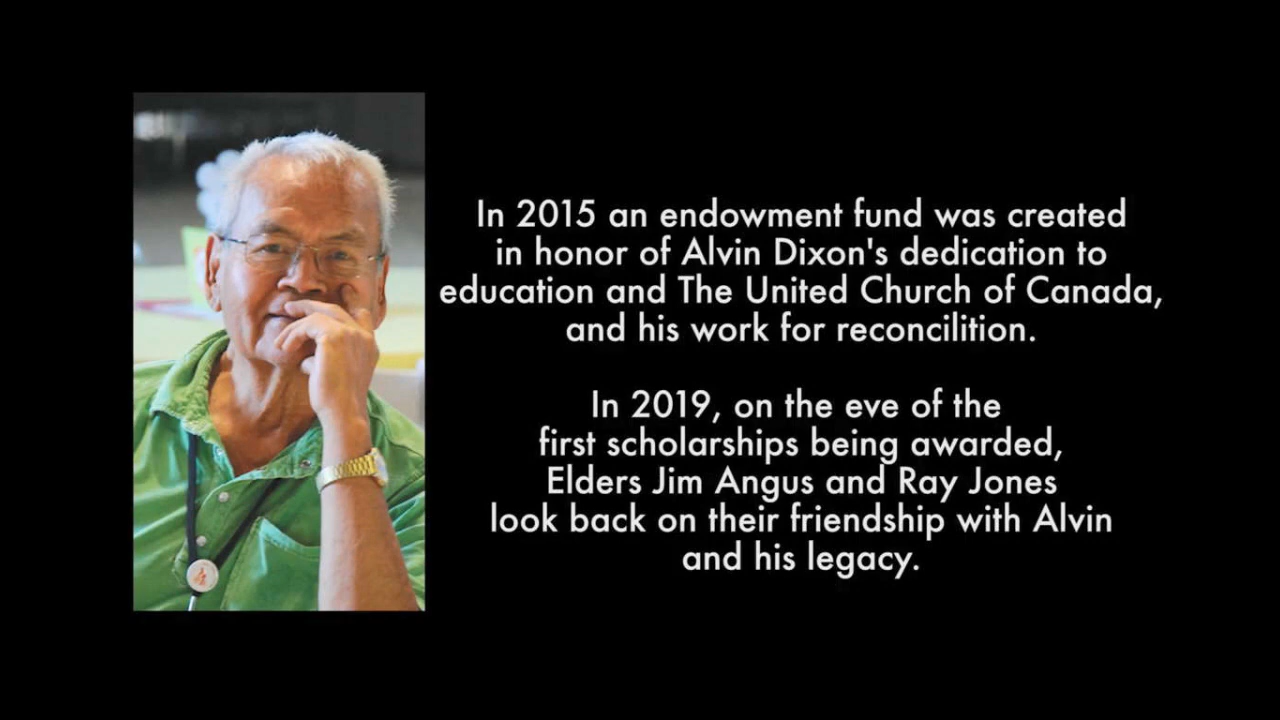 In 2015 an endowment fund was created
in honor of Alvin Dixon's dedication to
education and The United Church of Canada,
and his work for reconcilition.
In 2019, on the eve of the
first scholarships being awarded,
Elders Jim Angus and Ray Jones
look back on their friendship with Alvin
and his legacy.